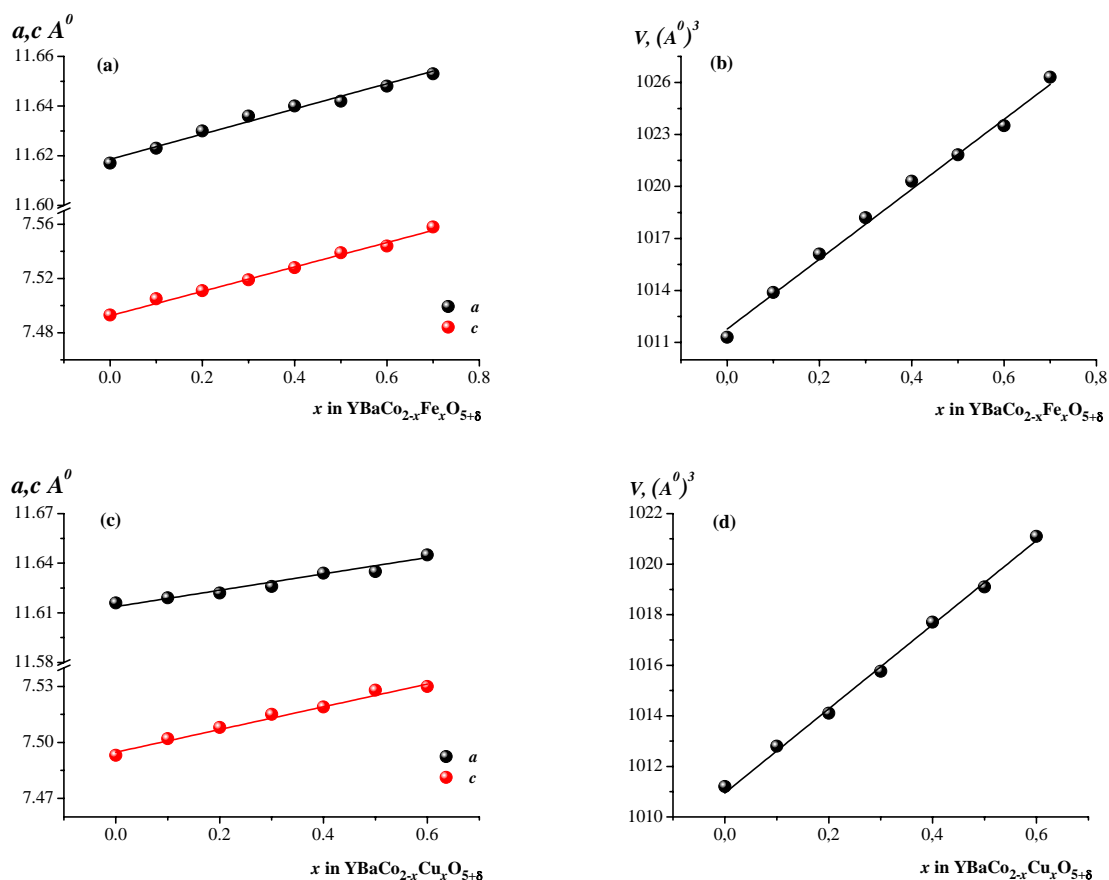 a,c A⁰
(a)
11.66
11.64
11.62
11.60
7.56
7.52
7.48
a
c
0.0 0.2 0.4 0.6 0.8
x in YBaCo₂₋ₓFeₓO₅₊δ
V, (A⁰)³
(b)
1026
1023
1020
1017
1014
1011
0,0 0,2 0,4 0,6 0,8
x in YBaCo₂₋ₓFeₓO₅₊δ
a,c A⁰
(c)
11.67
11.64
11.61
11.58
7.53
7.50
7.47
a
c
0.0 0.2 0.4 0.6
x in YBaCo₂₋ₓCuₓO₅₊δ
V, (A⁰)³
(d)
1022
1020
1018
1016
1014
1012
1010
0,0 0,2 0,4 0,6
x in YBaCo₂₋ₓCuₓO₅₊δ